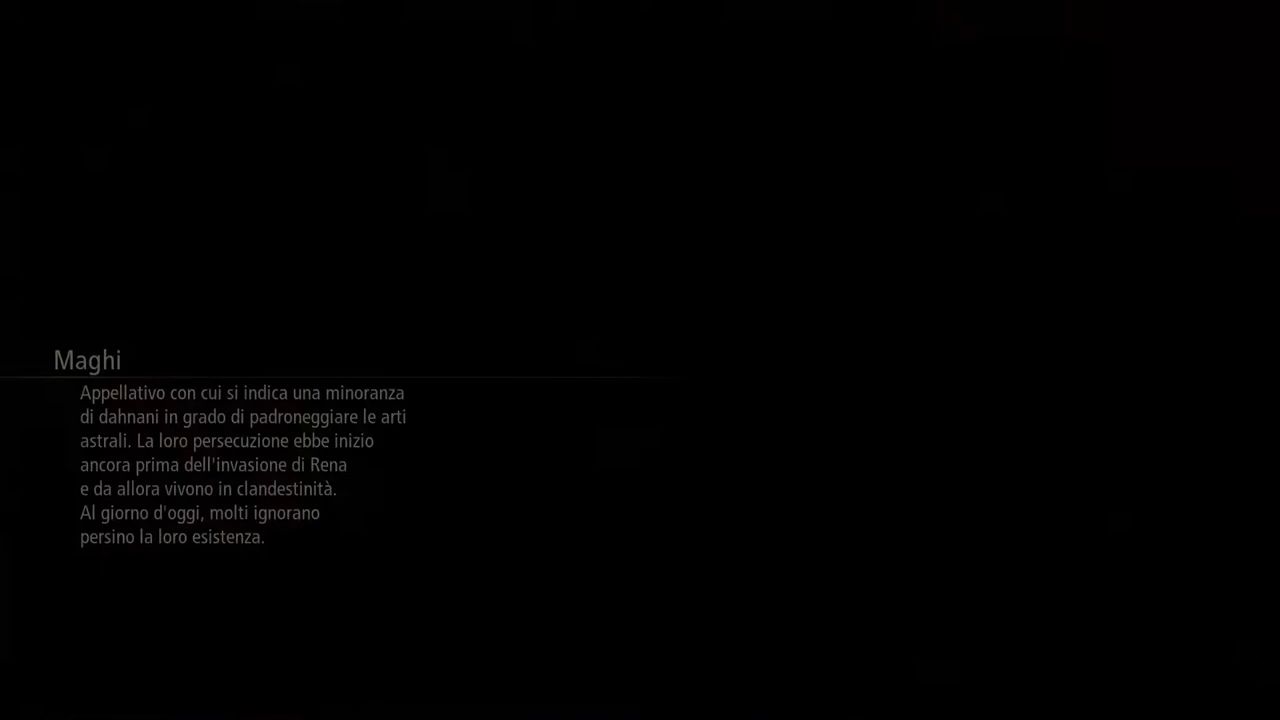 Maghi
Appellativo con cui si indica una minoranza
di dahnani in grado di padroneggiare le arti
astrali. La loro persecuzione ebbe inizio
ancora prima dell'invasione di Rena
e da allora vivono in clandestinità.
Al giorno d'oggi, molti ignorano
persino la loro esistenza.